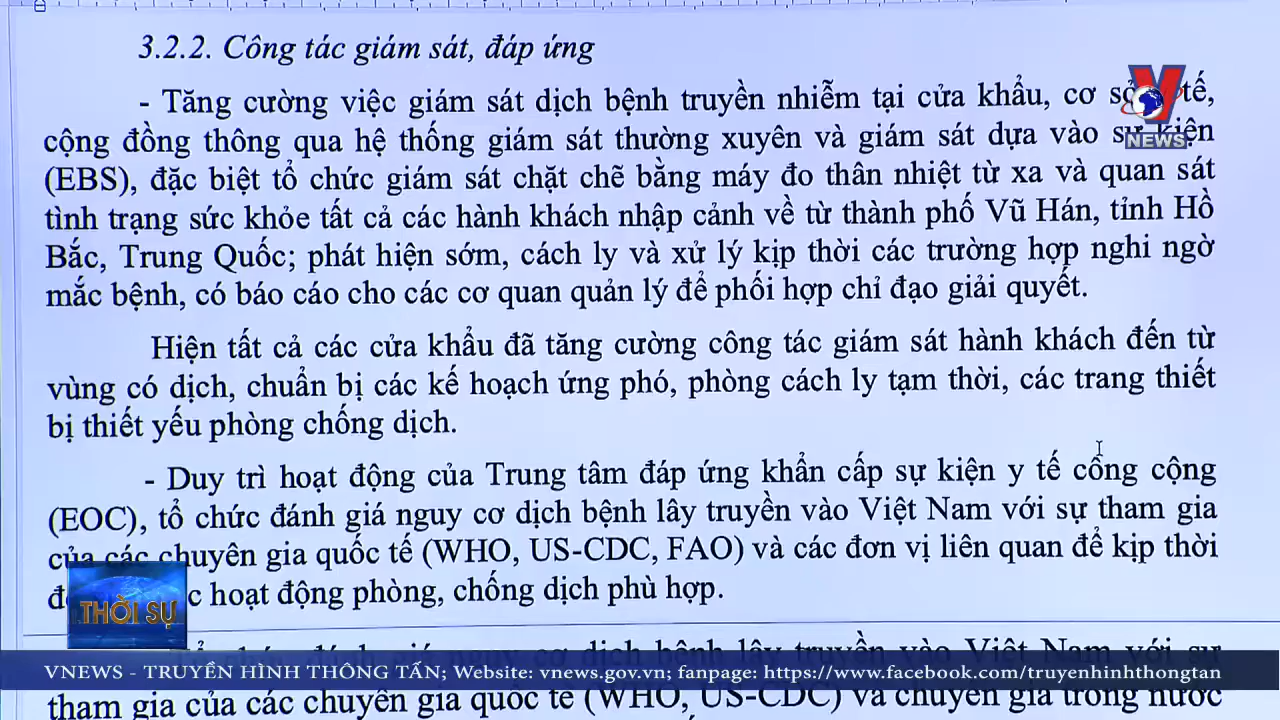 3.2.2. Công tác giám sát, đáp ứng
- Tăng cường việc giám sát dịch bệnh truyền nhiễm tại cửa khẩu, cơ sở tế,
cộng đồng thông qua hệ thống giám sát thường xuyên và giám sát dựa vào sự kiện
(EBS), đặc biệt tổ chức giám sát chặt chẽ bằng máy đo thân nhiệt từ xa và quan sát
tình trạng sức khỏe tất cả các hành khách nhập cảnh về từ thành phố Vũ Hán, tỉnh Hồ
Bắc, Trung Quốc; phát hiện sớm, cách ly và xử lý kịp thời các trường hợp nghi ngờ
mắc bệnh, có báo cáo cho các cơ quan quản lý để phối hợp chỉ đạo giải quyết.
Hiện tất cả các cửa khẩu đã tăng cường công tác giám sát hành khách đến từ
vùng có dịch, chuẩn bị các kế hoạch ứng phó, phòng cách ly tạm thời, các trang thiết
bị thiết yếu phòng chống dịch.
- Duy trì hoạt động của Trung tâm đáp ứng khẩn cấp sự kiện y tế công cộng
(EOC), tổ chức đánh giá nguy cơ dịch bệnh lây truyền vào Việt Nam với sự tham gia
của các chuyên gia quốc tế (WHO, US-CDC, FAO) và các đơn vị liên quan để kịp thời
hoạt động phòng, chống dịch phù hợp.
đánh giá nguy cơ dịch bệnh lây truyền vào Việt Nam với sự
tham gia của các chuyên gia quốc tế (WHO, US-CDC) và chuyên gia trong nước
V NEWS
THỜI SỰ
VNEWS - TRUYỀN HÌNH THÔNG TẤN; Website: vnews.gov.vn; fanpage: https://www.facebook.com/truyenhinhthongtan